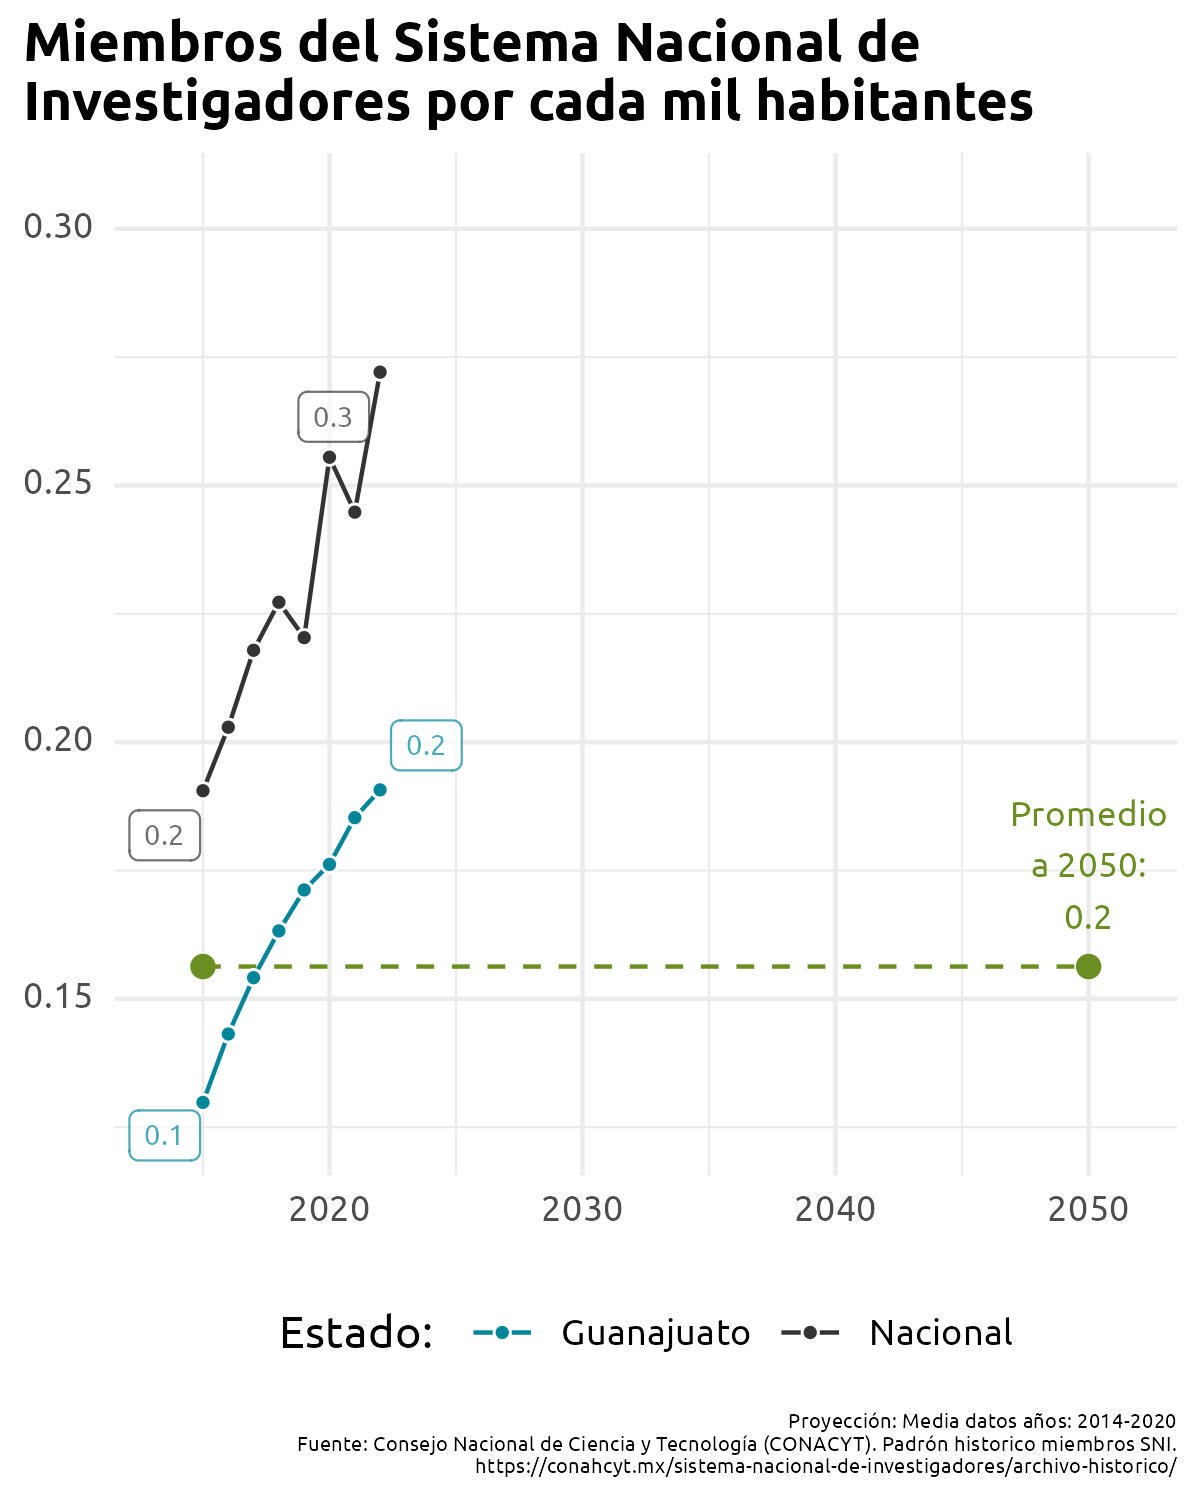 Miembros del Sistema Nacional de
Investigadores por cada mil habitantes
0.30
0.3
0.25
0.20
0.2
0.2
Promedio
a 2050:
0.2
0.15
0.1
2020 2030 2040 2050
Estado: Guanajuato Nacional
Proyección: Media datos años: 2014-2020
Fuente: Consejo Nacional de Ciencia y Tecnología (CONACYT). Padrón historico miembros SNI.
https://conahcyt.mx/sistema-nacional-de-investigadores/archivo-historico/